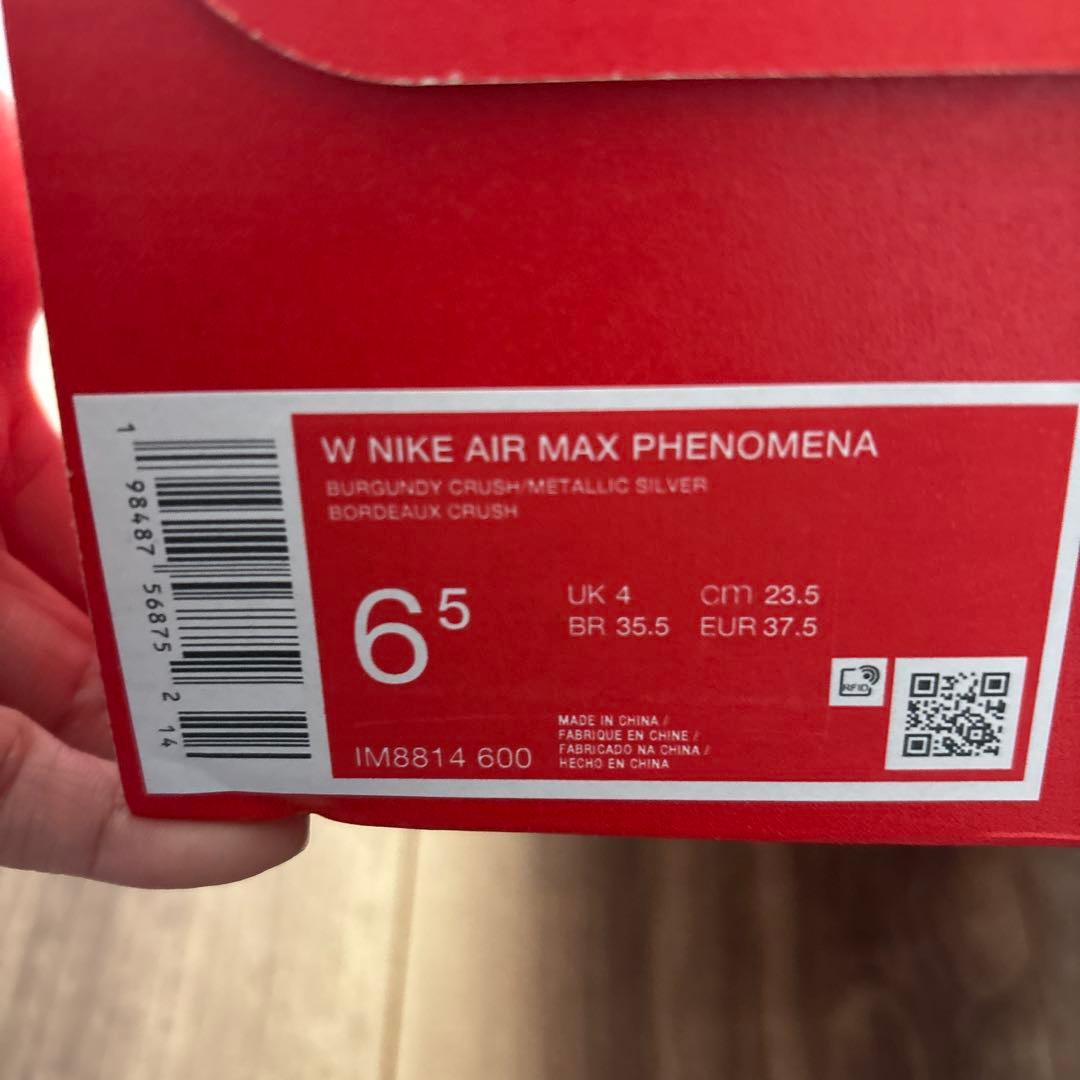 W NIKE AIR MAX PHENOMENA
BURGUNDY CRUSH/METALLIC SILVER
BORDEAUX CRUSH
6 5
UK 4 cm 23.5
BR 35.5 EUR 37.5
RFID
MADE IN CHINA /
FABRIQUE EN CHINE /
FABRICADO NA CHINA /
HECHO EN CHINA
IM8814 600
1 98487 56875 2 14